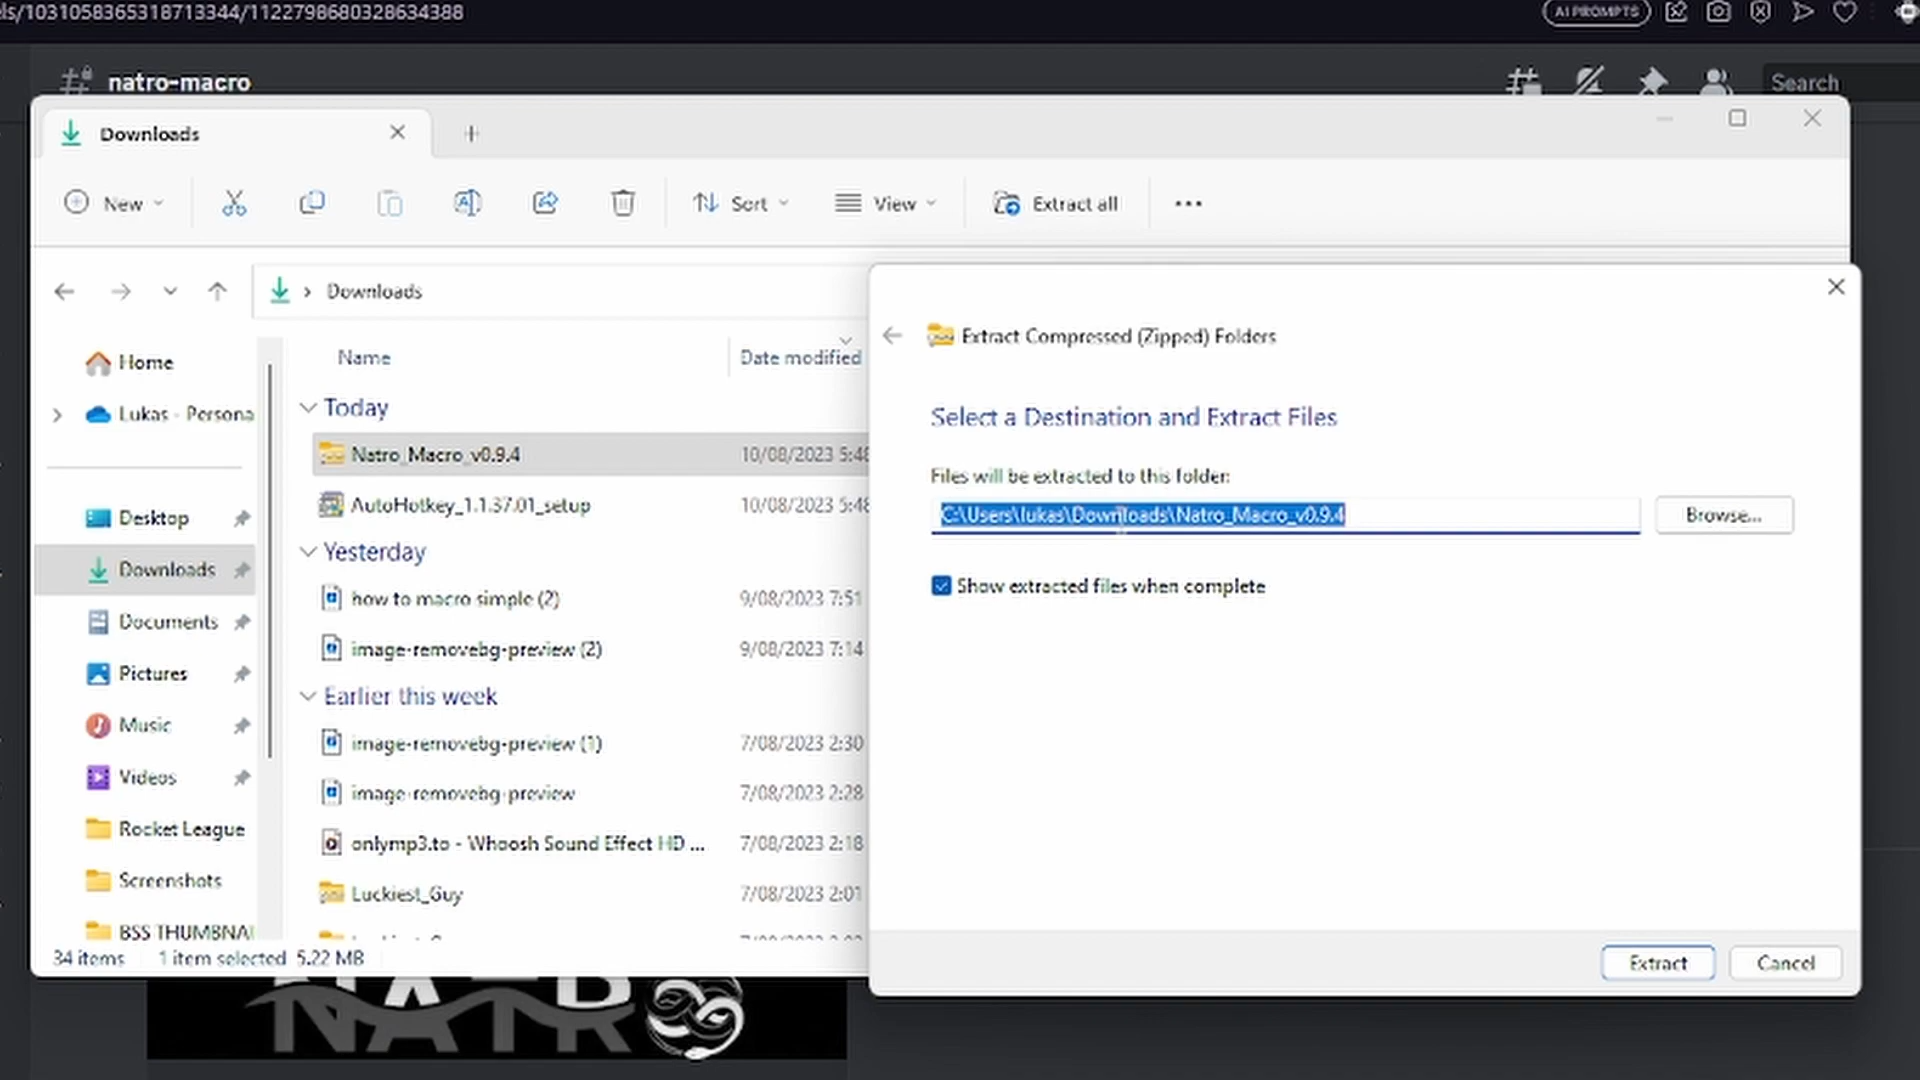 ls/1031058365318713344/1122798680328634388
AI PROMPTS
natro-macro
Search
Downloads
New
Sort
View
Extract all
Downloads
Home
Lukas - Persona
Desktop
Downloads
Documents
Pictures
Music
Videos
Rocket League
Screenshots
BSS THUMBNAI
Name
Date modified
Today
Natro_Macro_v0.9.4
10/08/2023 5:48
AutoHotkey_1.1.37.01_setup
10/08/2023 5:48
Yesterday
how to macro simple (2)
9/08/2023 7:51
image-removebg-preview (2)
9/08/2023 7:14
Earlier this week
image-removebg-preview (1)
7/08/2023 2:30
image-removebg-preview
7/08/2023 2:28
onlymp3.to - Whoosh Sound Effect HD ...
7/08/2023 2:18
Luckiest_Guy
7/08/2023 2:01
34 items
1 item selected 5.22 MB
Extract Compressed (Zipped) Folders
Select a Destination and Extract Files
Files will be extracted to this folder:
C:\Users\lukas\Downloads\Natro_Macro_v0.9.4
Browse...
Show extracted files when complete
Extract
Cancel
NATR